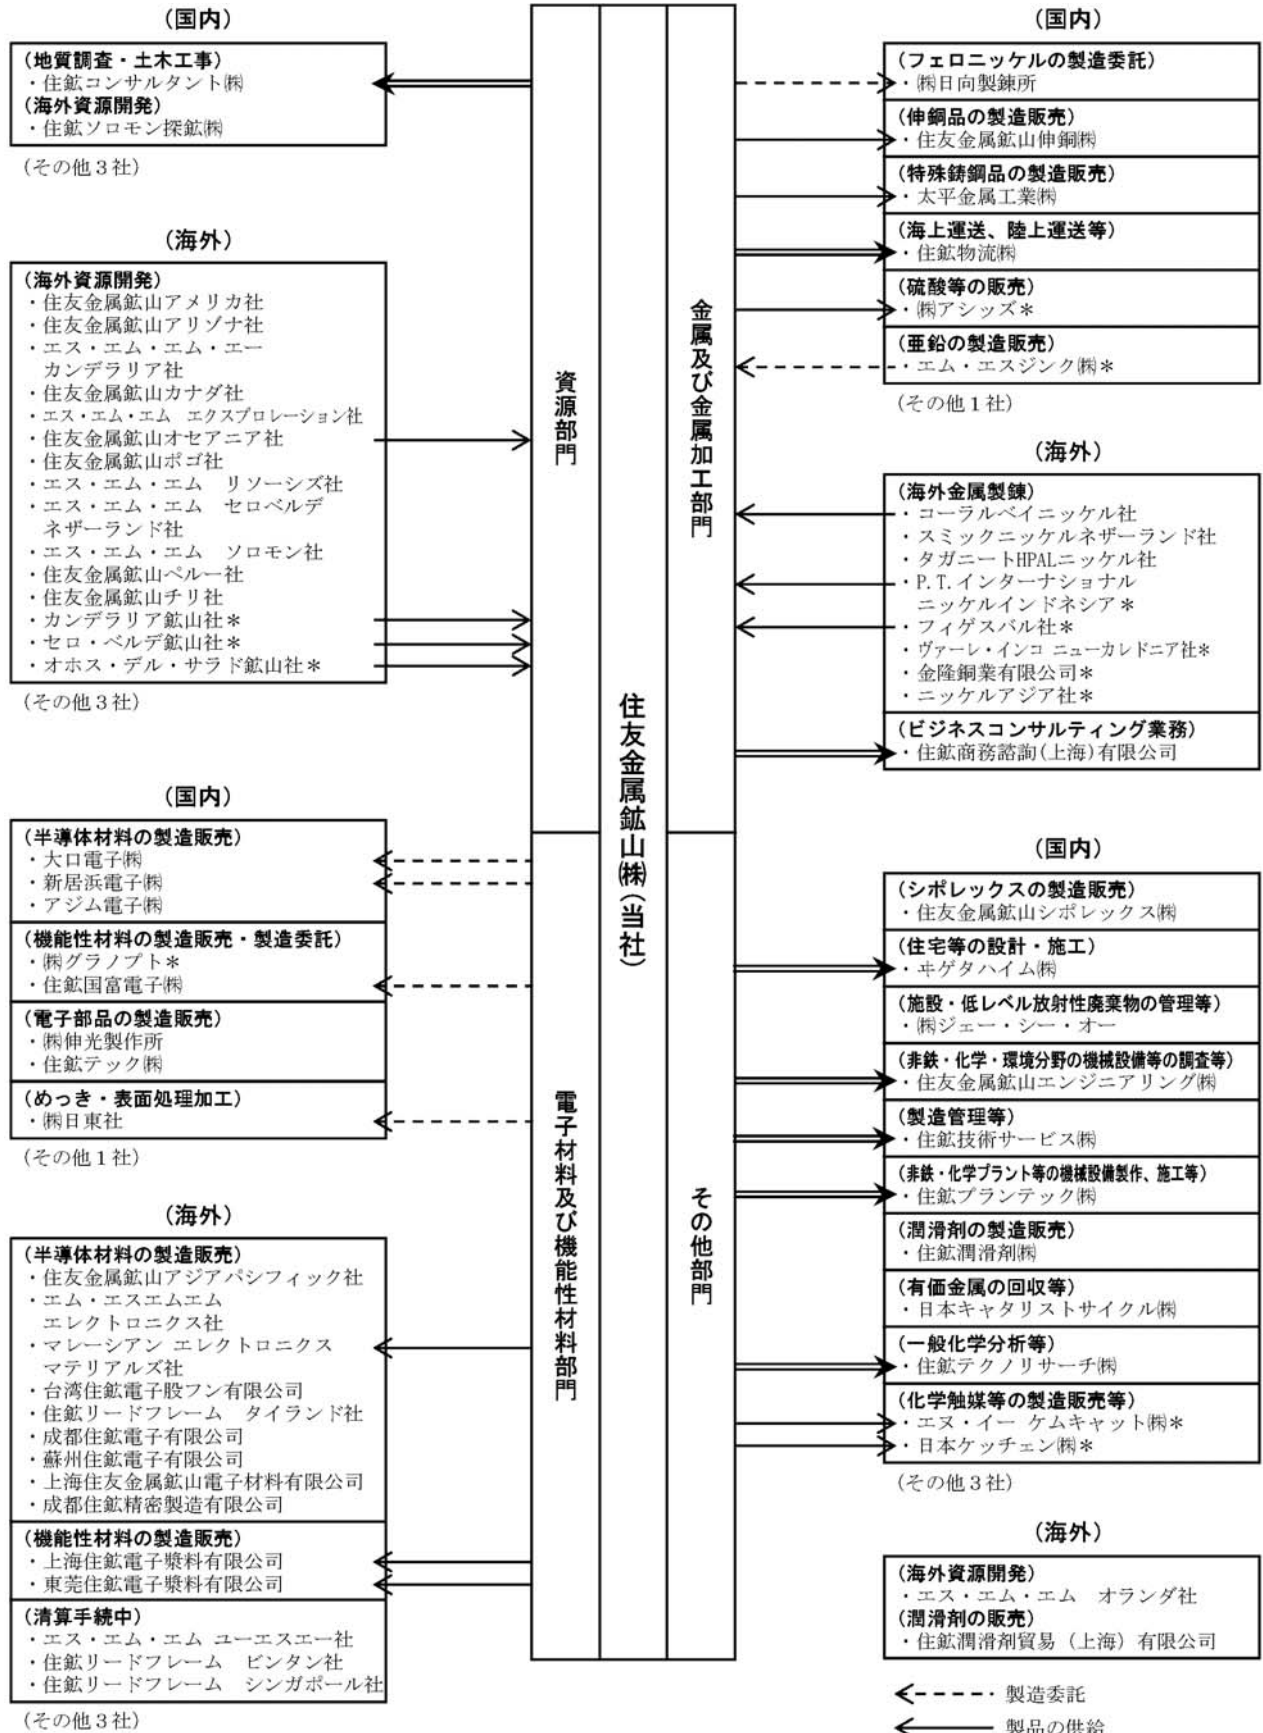 (国内)
(地質調査・土木工事)
・住鉱コンサルタント㈱
(海外資源開発)
・住鉱ソロモン探鉱㈱
(その他3社)
(海外)
(海外資源開発)
・住友金属鉱山アメリカ社
・住友金属鉱山アリゾナ社
・エス・エム・エム・エー
カンデラリア社
・住友金属鉱山カナダ社
・エス・エム・エム エクスプロレーション社
・住友金属鉱山オセアニア社
・住友金属鉱山ポゴ社
・エス・エム・エム リソーシズ社
・エス・エム・エム セロベルデ
ネザーランド社
・エス・エム・エム ソロモン社
・住友金属鉱山ペルー社
・住友金属鉱山チリ社
・カンデラリア鉱山社*
・セロ・ベルデ鉱山社*
・オホス・デル・サラド鉱山社*
(その他3社)
(国内)
(半導体材料の製造販売)
・大口電子㈱
・新居浜電子㈱
・アジム電子㈱
(機能性材料の製造販売・製造委託)
・㈱グラノプト*
・住鉱国富電子㈱
(電子部品の製造販売)
・㈱伸光製作所
・住鉱テック㈱
(めっき・表面処理加工)
・㈱日東社
(その他1社)
(海外)
(半導体材料の製造販売)
・住友金属鉱山アジアパシフィック社
・エム・エスエムエム
エレクトロニクス社
・マレーシアン エレクトロニクス
マテリアルズ社
・台湾住鉱電子股フン有限公司
・住鉱リードフレーム タイランド社
・成都住鉱電子有限公司
・蘇州住鉱電子有限公司
・上海住友金属鉱山電子材料有限公司
・成都住鉱精密製造有限公司
(機能性材料の製造販売)
・上海住鉱電子漿料有限公司
・東莞住鉱電子漿料有限公司
(清算手続中)
・エス・エム・エム ユーエスエー社
・住鉱リードフレーム ビンタン社
・住鉱リードフレーム シンガポール社
(その他3社)
資源部門
電子材料及び機能性材料部門
住友金属鉱山㈱(当社)
金属及び金属加工部門
その他部門
(国内)
(フェロニッケルの製造委託)
・㈱日向製錬所
(伸銅品の製造販売)
・住友金属鉱山伸銅㈱
(特殊鋳鋼品の製造販売)
・太平金属工業㈱
(海上運送、陸上運送等)
・住鉱物流㈱
(硫酸等の販売)
・㈱アシッズ*
(亜鉛の製造販売)
・エム・エスジンク㈱*
(その他1社)
(海外)
(海外金属製錬)
・コーラルベイニッケル社
・スミックニッケルネザーランド社
・タガニートHPALニッケル社
・P.T.インターナショナル
ニッケルインドネシア*
・フィゲスバル社*
・ヴァーレ・インコ ニューカレドニア社*
・金隆銅業有限公司*
・ニッケルアジア社*
(ビジネスコンサルティング業務)
・住鉱商務諮詢(上海)有限公司
(国内)
(シポレックスの製造販売)
・住友金属鉱山シポレックス㈱
(住宅等の設計・施工)
・ヰゲタハイム㈱
(施設・低レベル放射性廃棄物の管理等)
・㈱ジェー・シー・オー
(非鉄・化学・環境分野の機械設備等の調査等)
・住友金属鉱山エンジニアリング㈱
(製造管理等)
・住鉱技術サービス㈱
(非鉄・化学プラント等の機械設備製作、施工等)
・住鉱プランテック㈱
(潤滑剤の製造販売)
・住鉱潤滑剤㈱
(有価金属の回収等)
・日本キャタリストサイクル㈱
(一般化学分析等)
・住鉱テクノリサーチ㈱
(化学触媒等の製造販売等)
・エヌ・イー ケムキャット㈱*
・日本ケッチェン㈱*
(その他3社)
(海外)
(海外資源開発)
・エス・エム・エム オランダ社
(潤滑剤の販売)
・住鉱潤滑剤貿易(上海)有限公司
製造委託
製品の供給